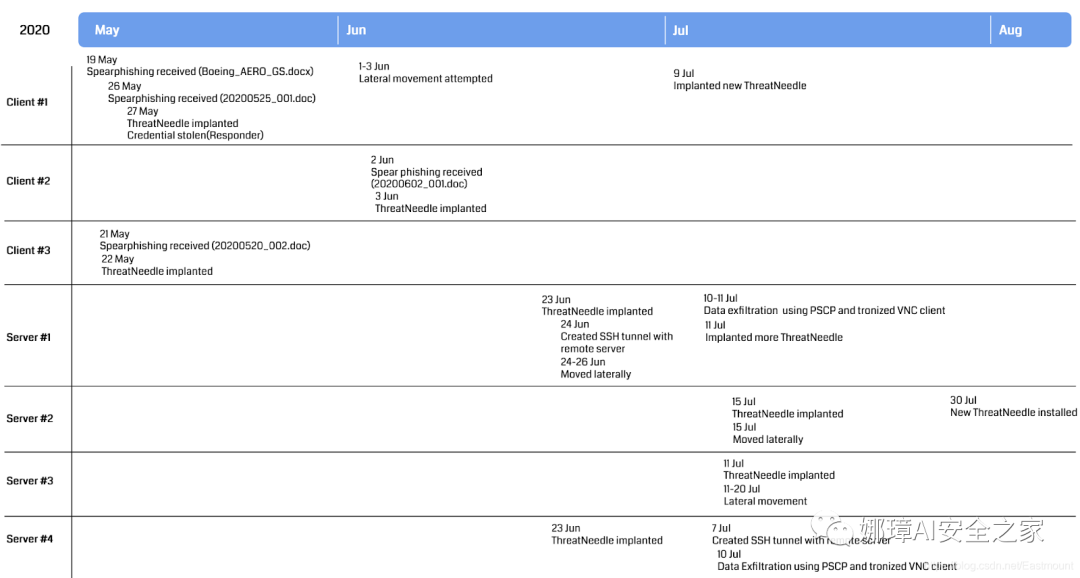 2020 May Jun Jul Aug
Client #1
19 May
Spearphishing received (Boeing_AERO_GS.docx)
26 May
Spearphishing received (20200525_001.doc)
27 May
ThreatNeedle implanted
Credential stolen(Responder)
1-3 Jun
Lateral movement attempted
9 Jul
Implanted new ThreatNeedle
Client #2
2 Jun
Spear phishing received
(20200602_001.doc)
3 Jun
ThreatNeedle implanted
Client #3
21 May
Spearphishing received (20200520_002.doc)
22 May
ThreatNeedle implanted
Server #1
23 Jun
ThreatNeedle implanted
24 Jun
Created SSH tunnel with
remote server
24-26 Jun
Moved laterally
10-11 Jul
Data exfiltration using PSCP and tronized VNC client
11 Jul
Implanted more ThreatNeedle
Server #2
15 Jul
ThreatNeedle implanted
15 Jul
Moved laterally
30 Jul
New ThreatNeedle installed
Server #3
11 Jul
ThreatNeedle implanted
11-20 Jul
Lateral movement
Server #4
23 Jun
ThreatNeedle implanted
7 Jul
Created SSH tunnel with remote server
10 Jul
Data Exfiltration using PSCP and tronized VNC client
娜璋AI安全之家
blog.csdn.net/Eastmount